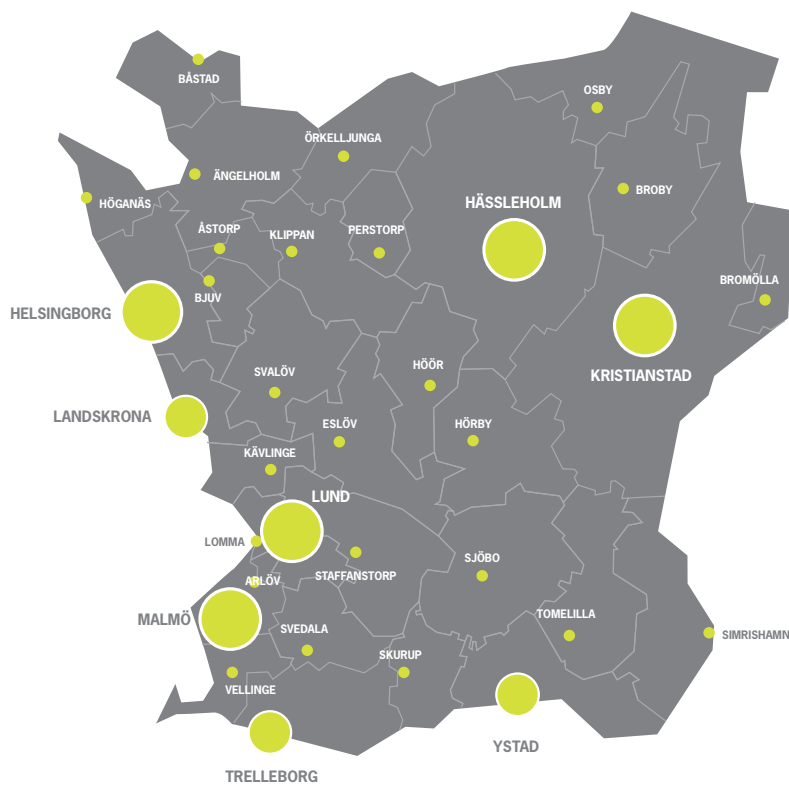 BÅSTAD
OSBY
ÖRKELLJUNGA
ÄNGELHOLM
BROBY
HÖGANÄS
HÄSSLEHOLM
ÅSTORP
KLIPPAN
PERSTORP
BROMÖLLA
BJUV
HELSINGBORG
HÖÖR
SVALÖV
KRISTIANSTAD
LANDSKRONA
ESLÖV
HÖRBY
KÄVLINGE
LUND
LOMMA
SJÖBO
STAFFANSTORP
ARLÖV
TOMELILLA
MALMÖ
SVEDALA
SIMRISHAMN
SKURUP
VELLINGE
YSTAD
TRELLEBORG